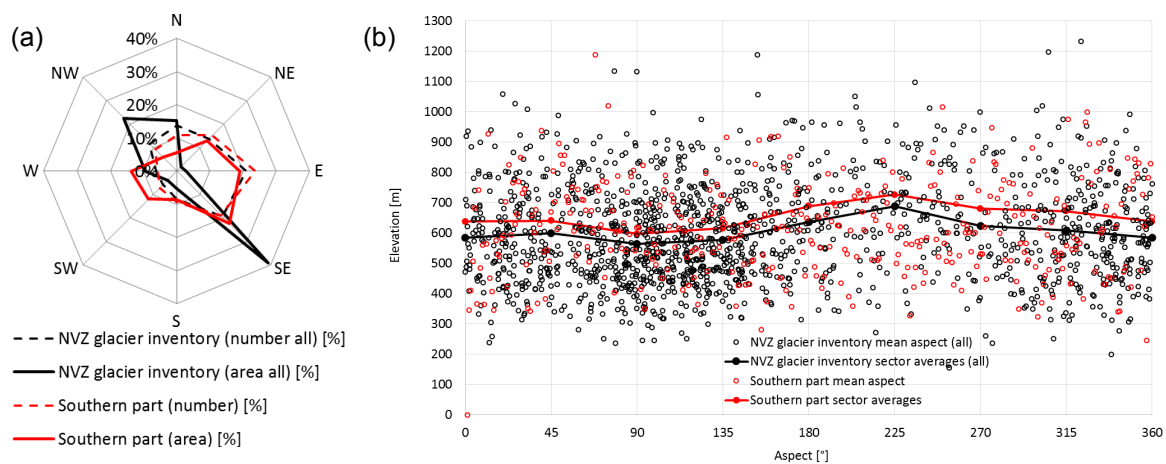 (a)
N
NE
E
SE
S
SW
W
NW
40%
30%
20%
10%
0%
NVZ glacier inventory (number all) [%]
NVZ glacier inventory (area all) [%]
Southern part (number) [%]
Southern part (area) [%]
(b)
Elevation [m]
1300
1200
1100
1000
900
800
700
600
500
400
300
200
100
0
NVZ glacier inventory mean aspect (all)
NVZ glacier inventory sector averages (all)
Southern part mean aspect
Southern part sector averages
0 45 90 135 180 225 270 315 360
Aspect [°]